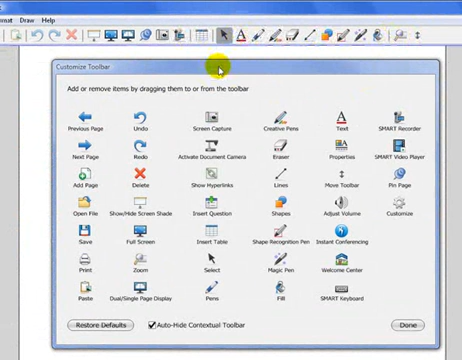 rmat Draw Help
Customize Toolbar
Add or remove items by dragging them to or from the toolbar
Previous Page Undo Screen Capture Creative Pens Text SMART Recorder
Next Page Redo Activate Document Camera Eraser Properties SMART Video Player
Add Page Delete Show Hyperlinks Lines Move Toolbar Pin Page
Open File Show/Hide Screen Shade Insert Question Shapes Adjust Volume Customize
Save Full Screen Insert Table Shape Recognition Pen Instant Conferencing
Print Zoom Select Magic Pen Welcome Center
Paste Dual/Single Page Display Pens Fill SMART Keyboard
Restore Defaults Auto-Hide Contextual Toolbar Done